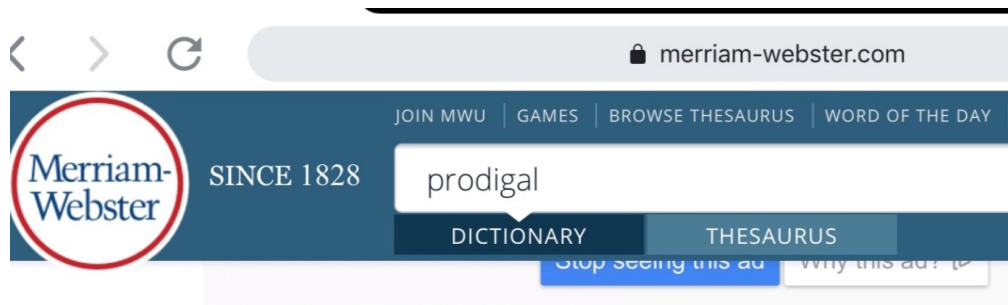 merriam-webster.com
JOIN MWU GAMES BROWSE THESAURUS WORD OF THE DAY
Merriam-
Webster
SINCE 1828
prodigal
DICTIONARY THESAURUS
Stop seeing this ad Why this ad?